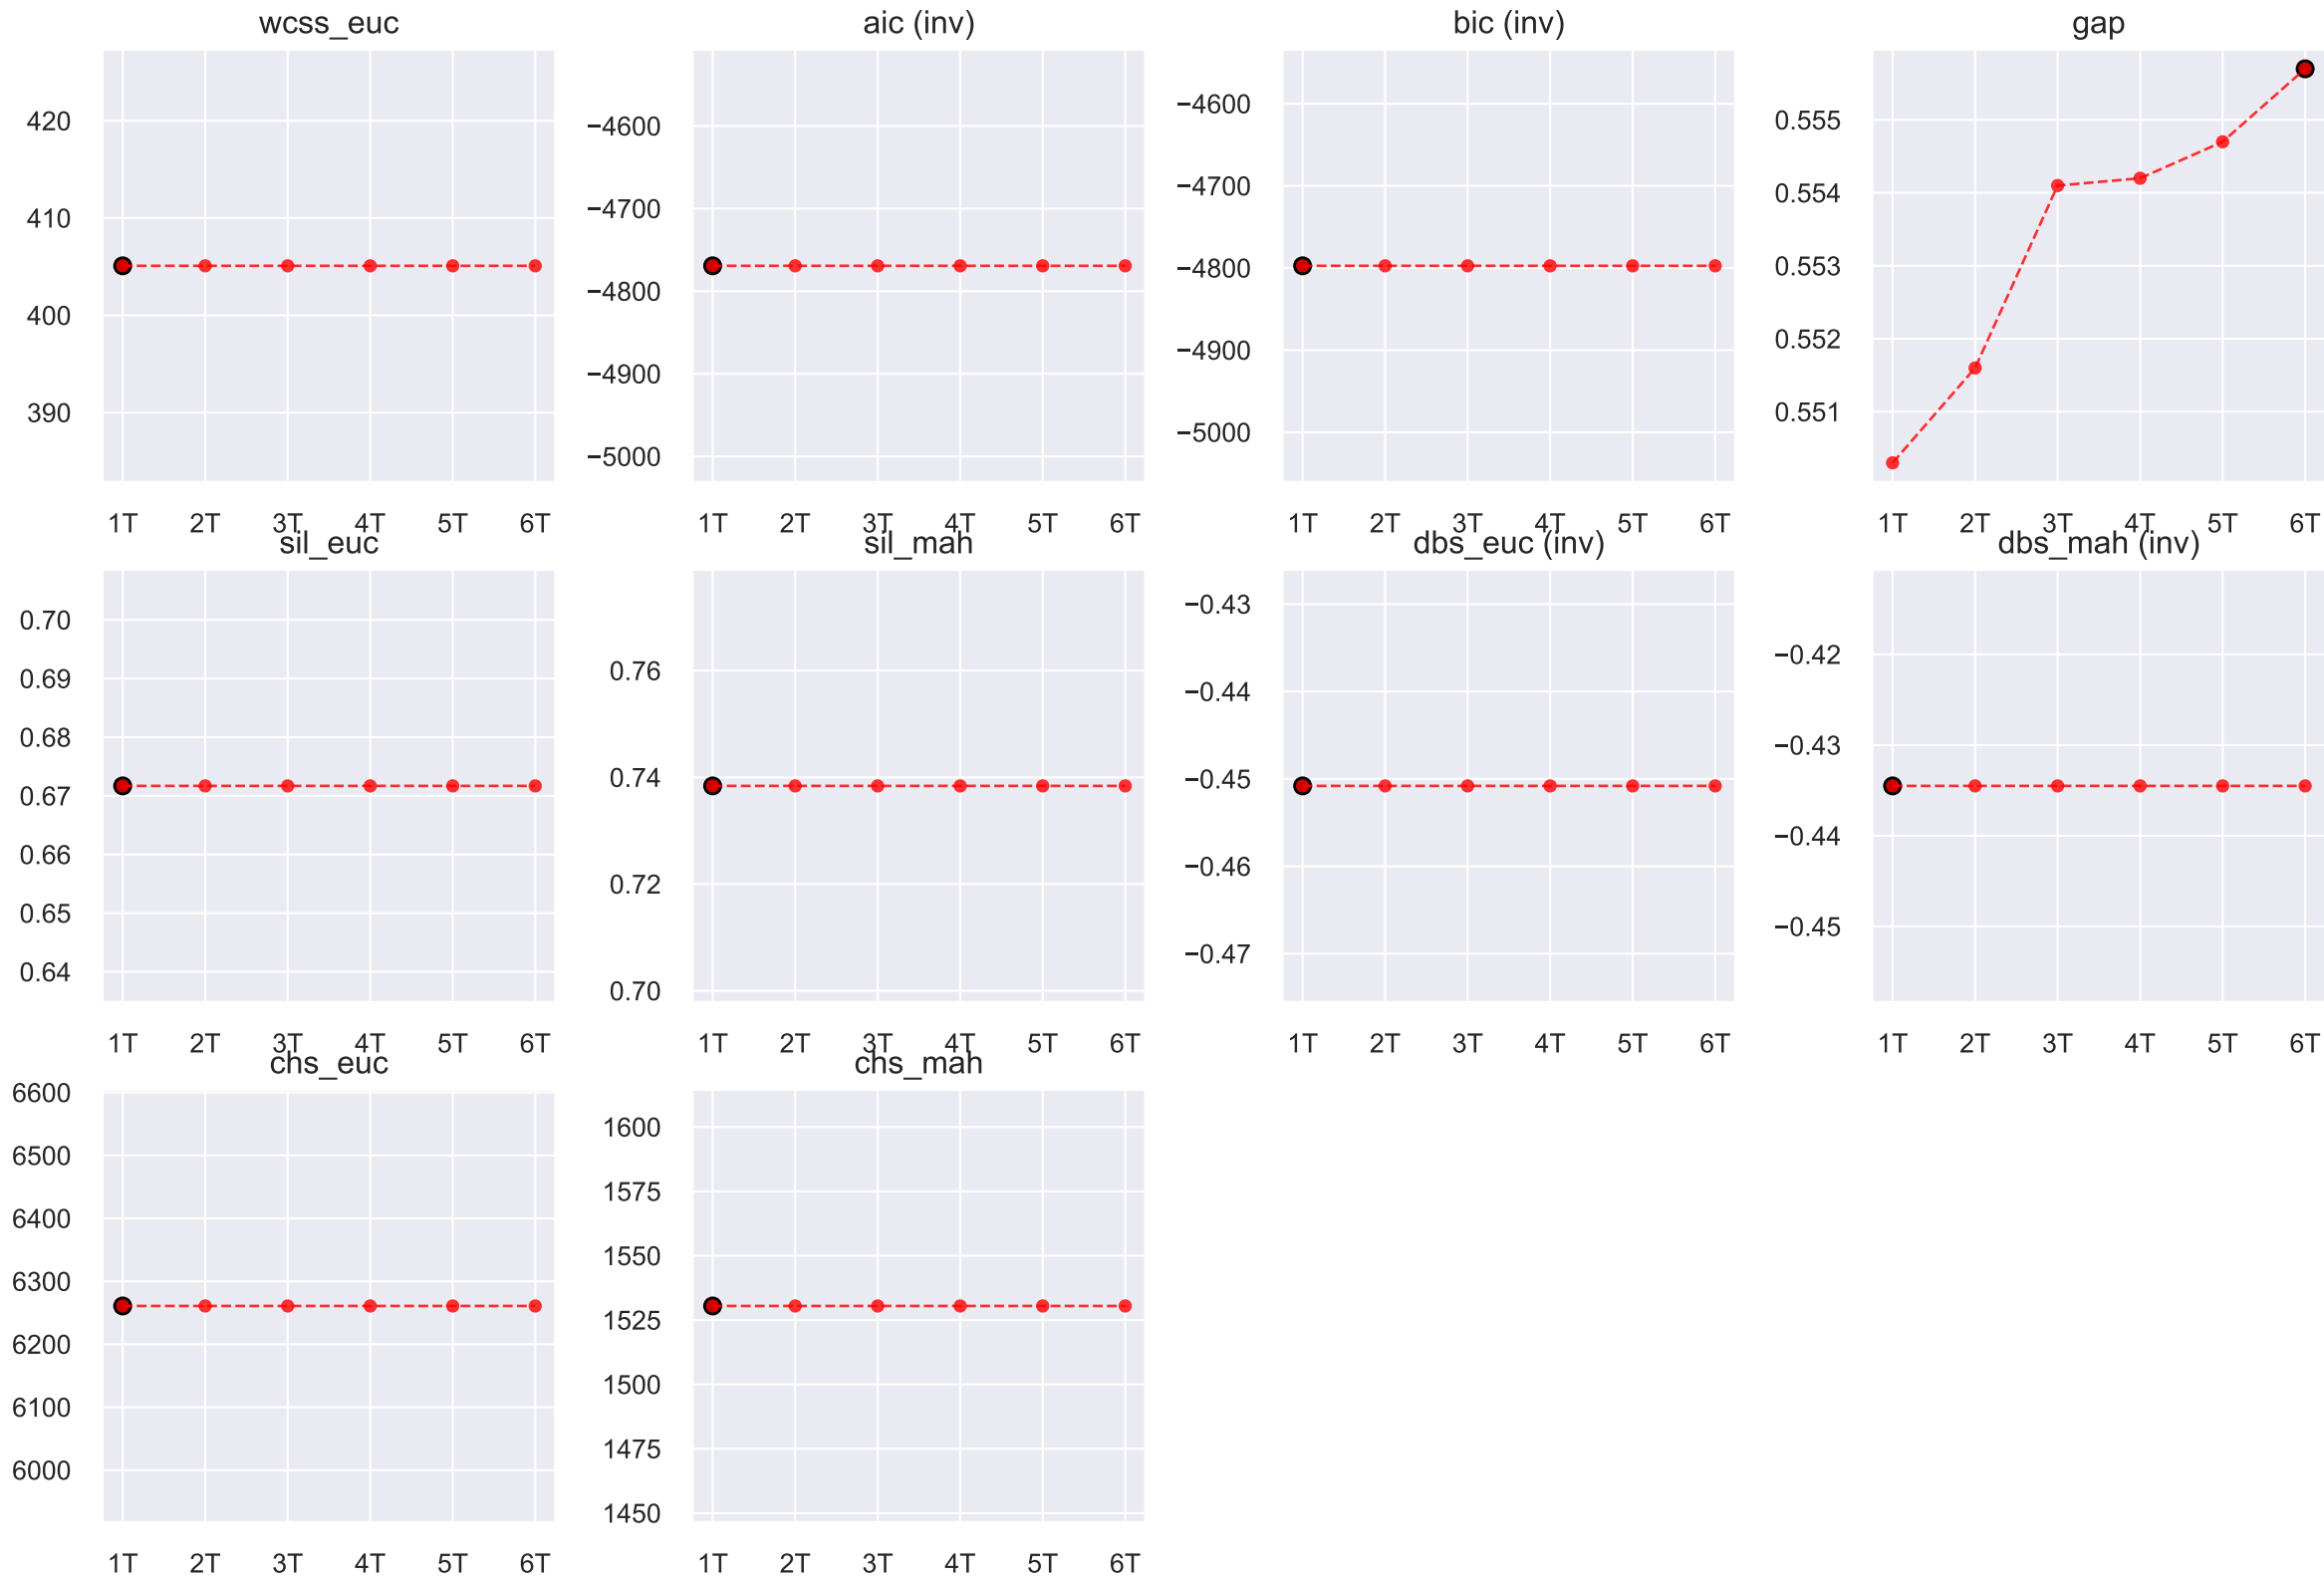 wcss_euc
420
410
400
390
1T 2T 3T 4T 5T 6T
aic (inv)
−4600
−4700
−4800
−4900
−5000
1T 2T 3T 4T 5T 6T
bic (inv)
−4600
−4700
−4800
−4900
−5000
1T 2T 3T 4T 5T 6T
gap
0.555
0.554
0.553
0.552
0.551
1T 2T 3T 4T 5T 6T
sil_euc
0.70
0.69
0.68
0.67
0.66
0.65
0.64
1T 2T 3T 4T 5T 6T
sil_mah
0.76
0.74
0.72
0.70
1T 2T 3T 4T 5T 6T
dbs_euc (inv)
−0.43
−0.44
−0.45
−0.46
−0.47
1T 2T 3T 4T 5T 6T
dbs_mah (inv)
−0.42
−0.43
−0.44
−0.45
1T 2T 3T 4T 5T 6T
chs_euc
6600
6500
6400
6300
6200
6100
6000
1T 2T 3T 4T 5T 6T
chs_mah
1600
1575
1550
1525
1500
1475
1450
1T 2T 3T 4T 5T 6T